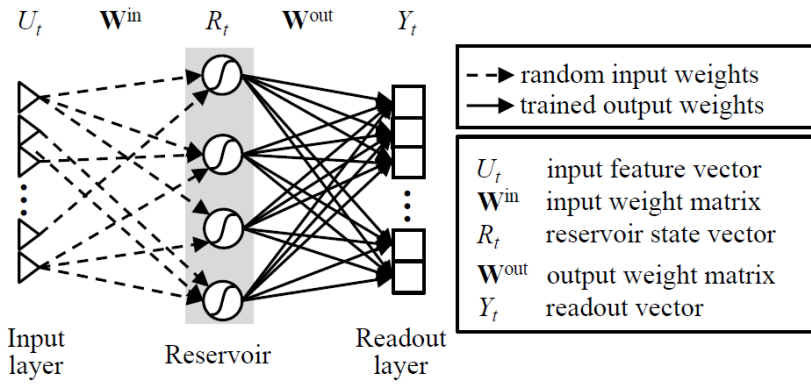 U_t W^in R_t W^out Y_t
random input weights
trained output weights
U_t input feature vector
W^in input weight matrix
R_t reservoir state vector
W^out output weight matrix
Y_t readout vector
Input
layer
Reservoir
Readout
layer